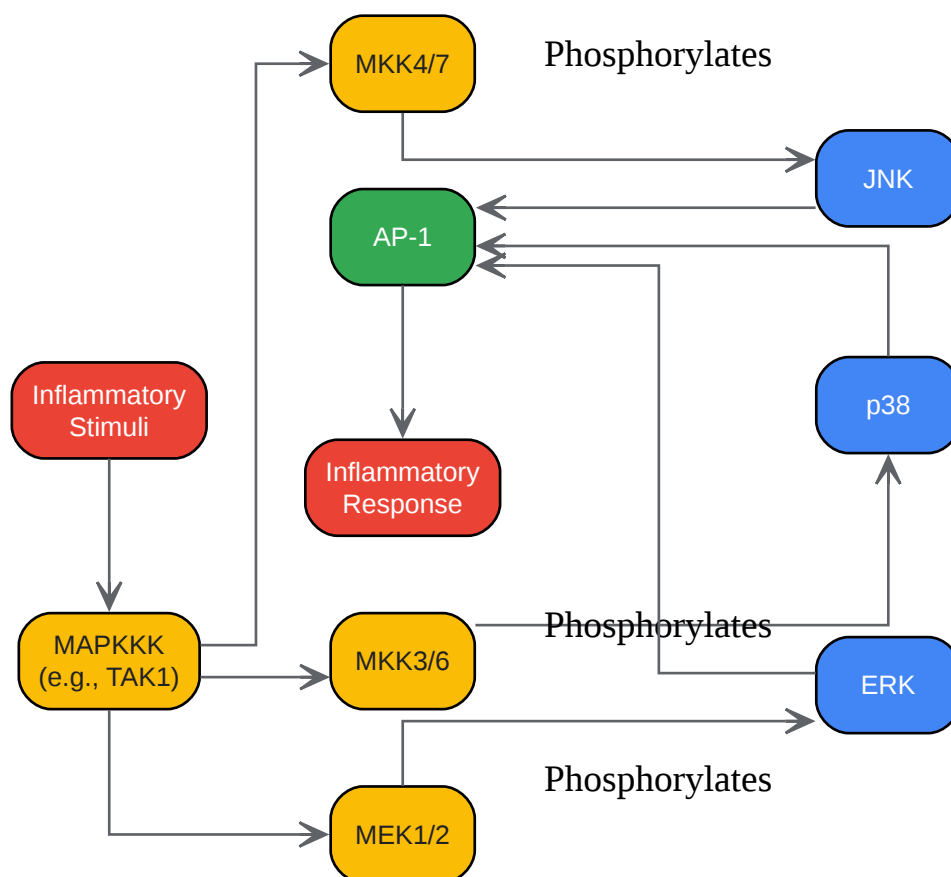 MKK4/7
Phosphorylates
JNK
AP-1
Inflammatory
Stimuli
p38
Inflammatory
Response
MAPKKK
(e.g., TAK1)
MKK3/6
Phosphorylates
ERK
Phosphorylates
MEK1/2